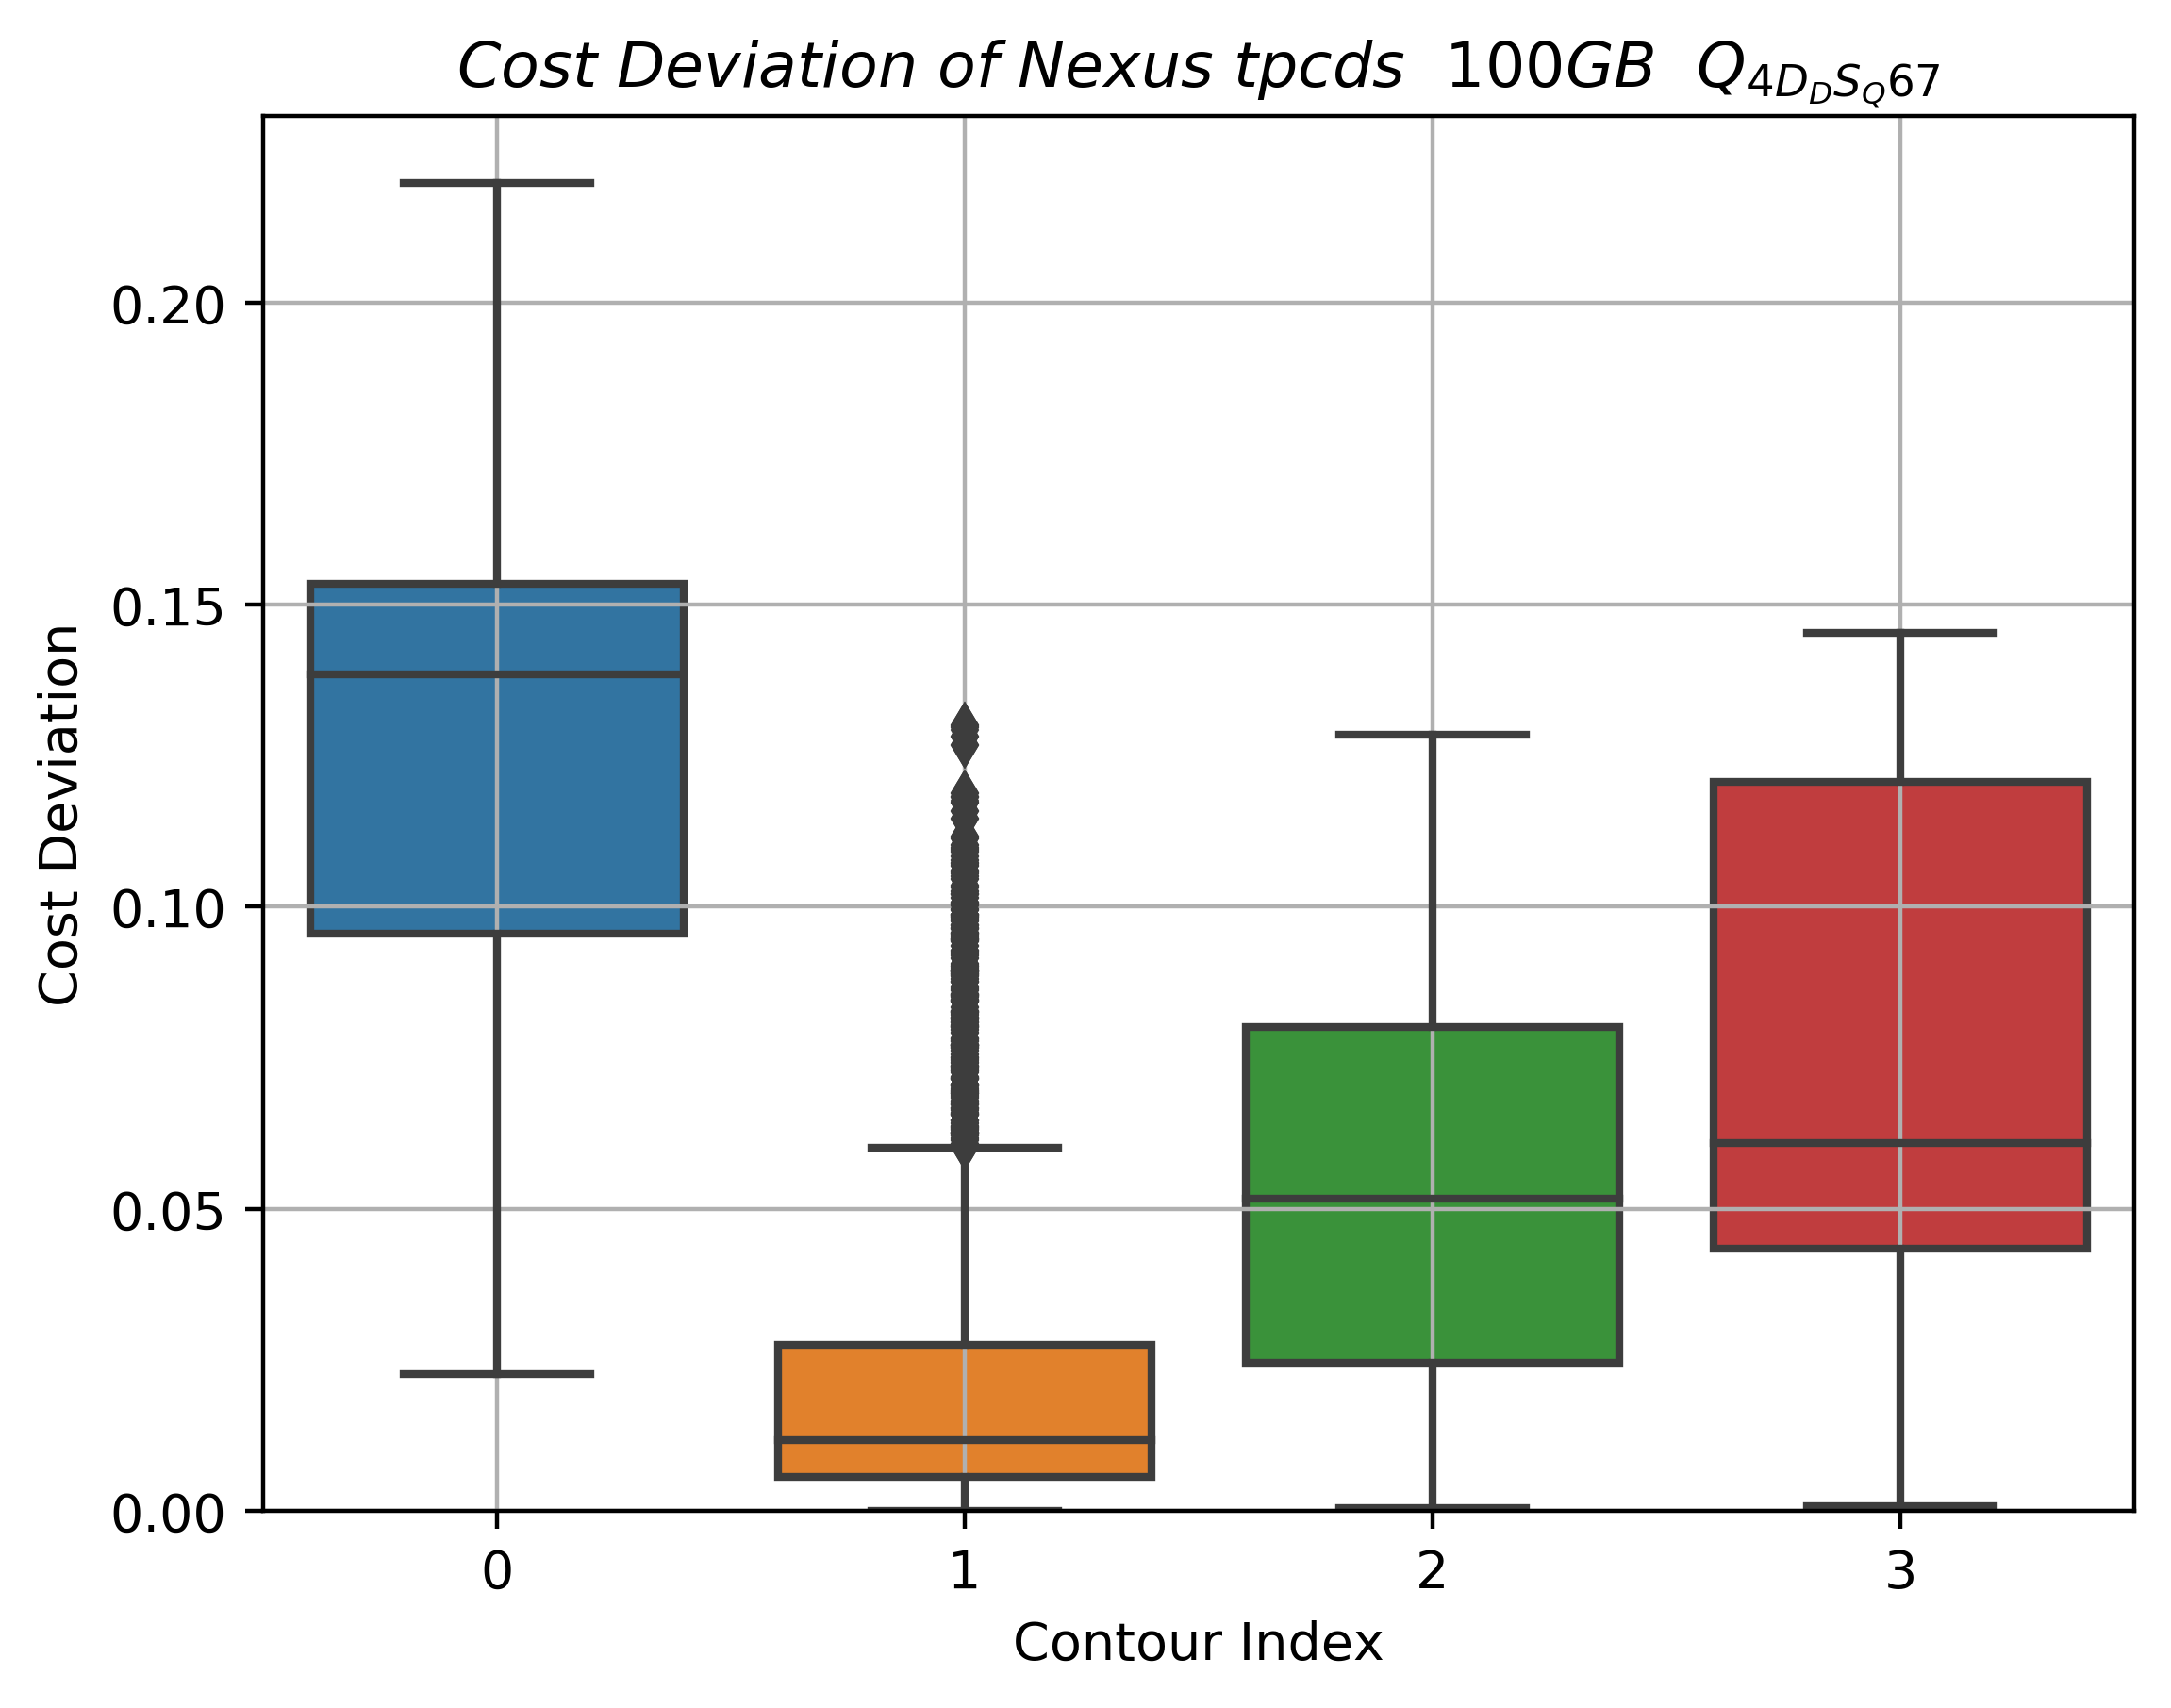 Cost Deviation of Nexus tpcds 100GB Q4DDSQ67
0.20
0.15
0.10
0.05
0.00
Cost Deviation
0 1 2 3
Contour Index